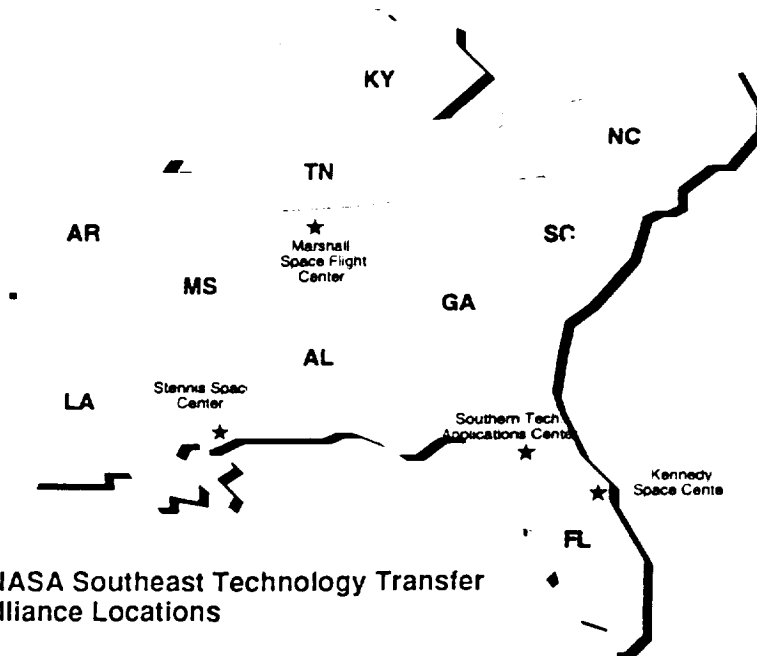 KY
NC
TN
AR
SC
Marshall
Space Flight
Center
MS
GA
AL
Stennis Spac
Center
LA
Southern Tech
Applications Center
Kennedy
Space Cente
FL
NASA Southeast Technology Transfer
lliance Locations